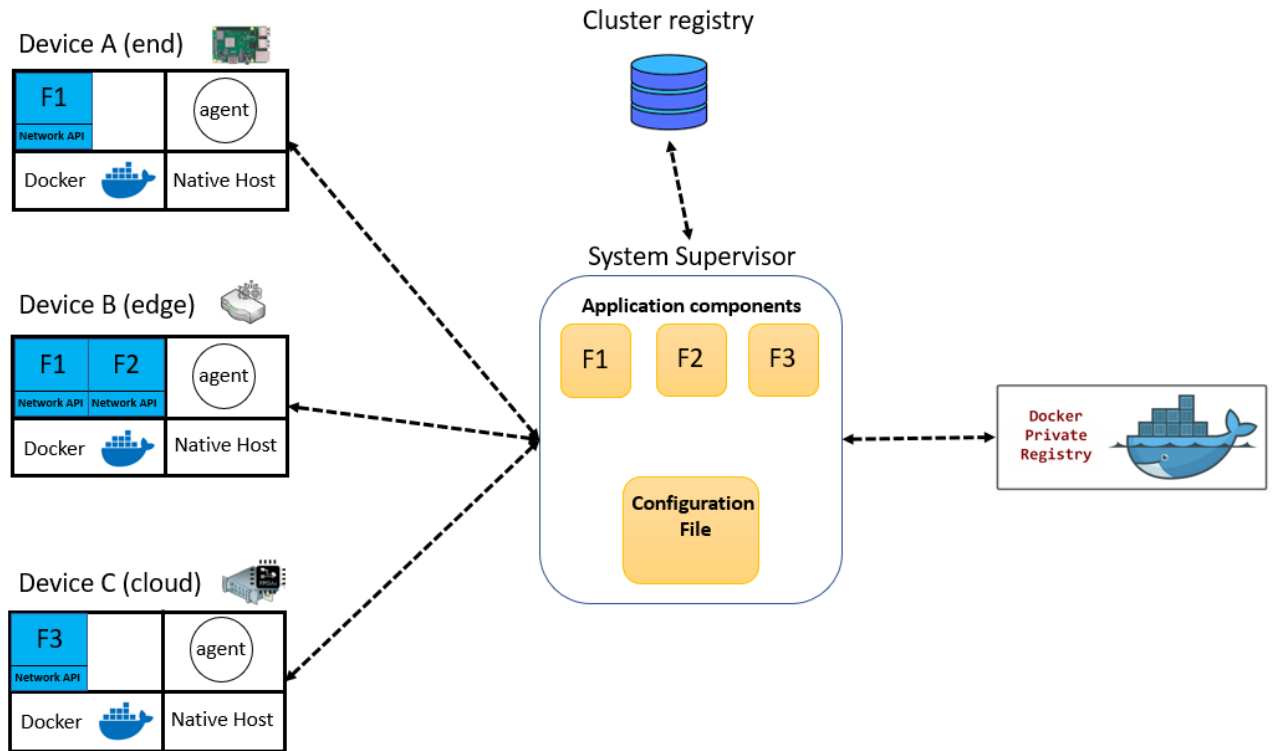 Cluster registry
Device A (end)
F1
Network API
agent
Docker
Native Host
System Supervisor
Application components
F1
F2
F3
Configuration
File
Device B (edge)
F1
F2
Network API
Network API
agent
Docker
Native Host
Docker
Private
Registry
Device C (cloud)
F3
Network API
agent
Docker
Native Host